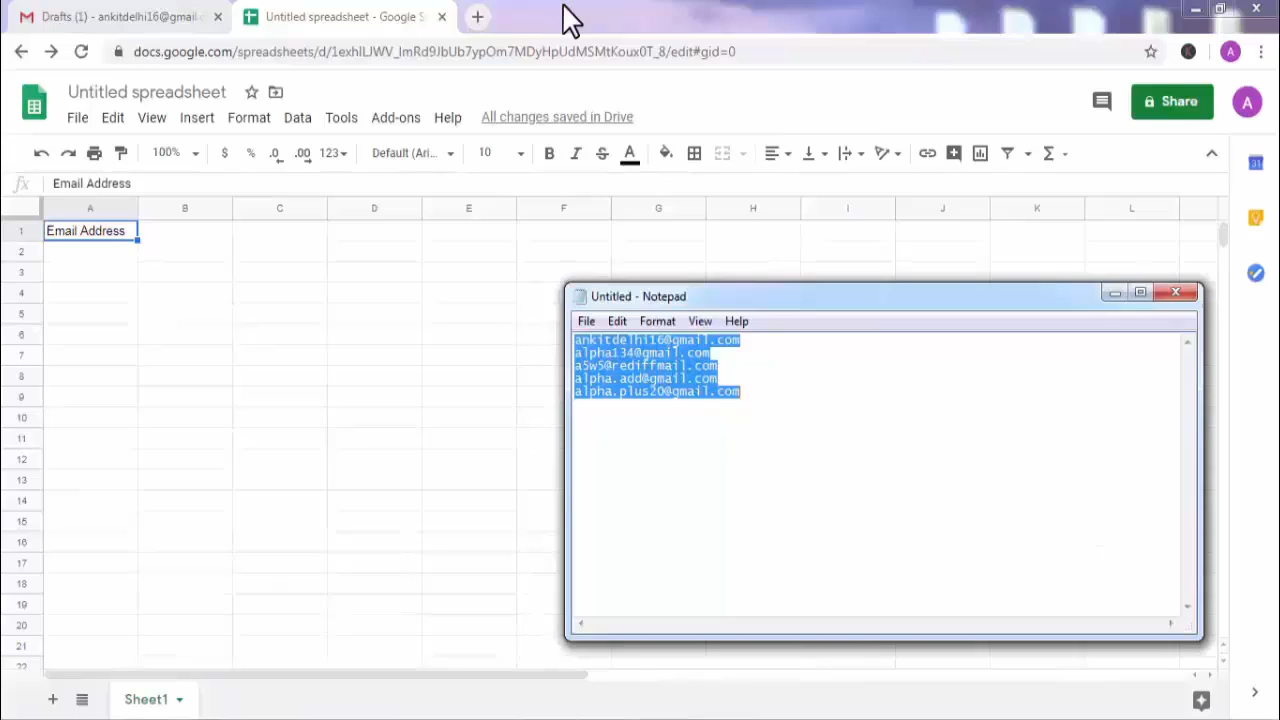 Drafts (1) - ankitdelhi16@gmail.
Untitled spreadsheet - Google S
docs.google.com/spreadsheets/d/
/edit#gid=0
A
Untitled spreadsheet
Share
A
File Edit View Insert Format Data Tools Add-ons Help All changes saved in Drive
100% $ % .0 .00 123 Default (Ari... 10 B I S A Σ
fx Email Address
31
A B C D E F G H I J K L
1 Email Address
2
3
4
5
6
7
8
9
10
11
12
13
14
15
16
17
18
19
20
21
22
Untitled - Notepad
File Edit Format View Help
ankitdelhi16@gmail.com
alpha134@gmail.com
a5w5@rediffmail.com
alpha.add@gmail.com
alpha.plus20@gmail.com
Sheet1